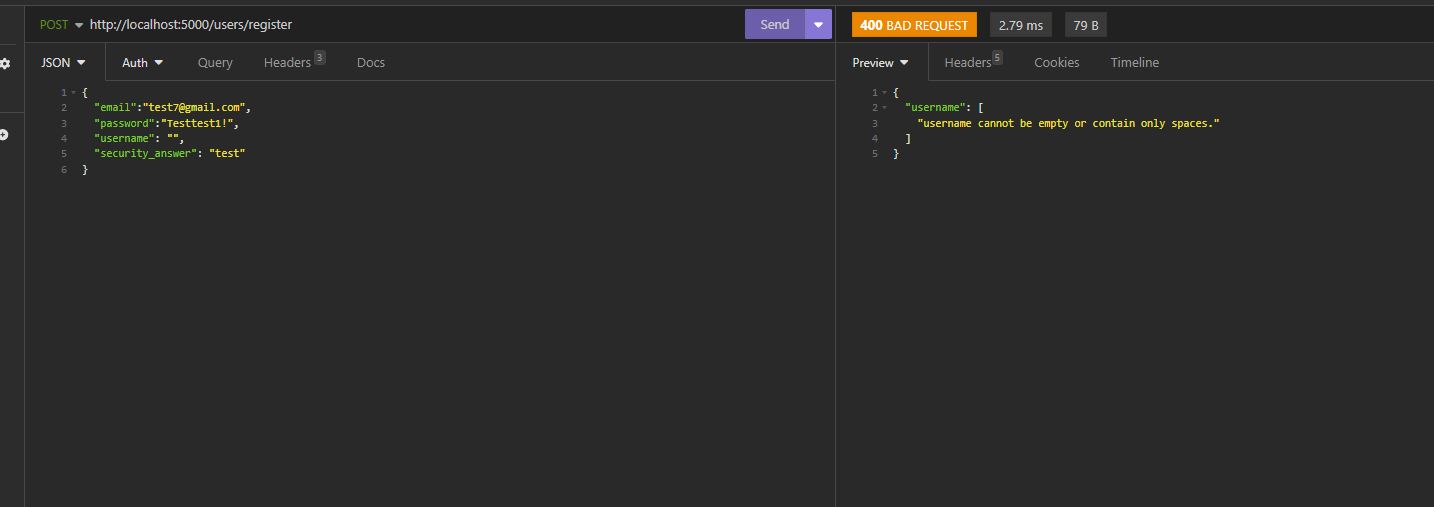 POST http://localhost:5000/users/register Send 400 BAD REQUEST 2.79 ms 79 B
JSON Auth Query Headers 3 Docs Preview Headers 5 Cookies Timeline
1 {
2 "email":"test7@gmail.com",
3 "password":"Testtest1!",
4 "username": "",
5 "security_answer": "test"
6 }
1 {
2 "username": [
3 "username cannot be empty or contain only spaces."
4 ]
5 }